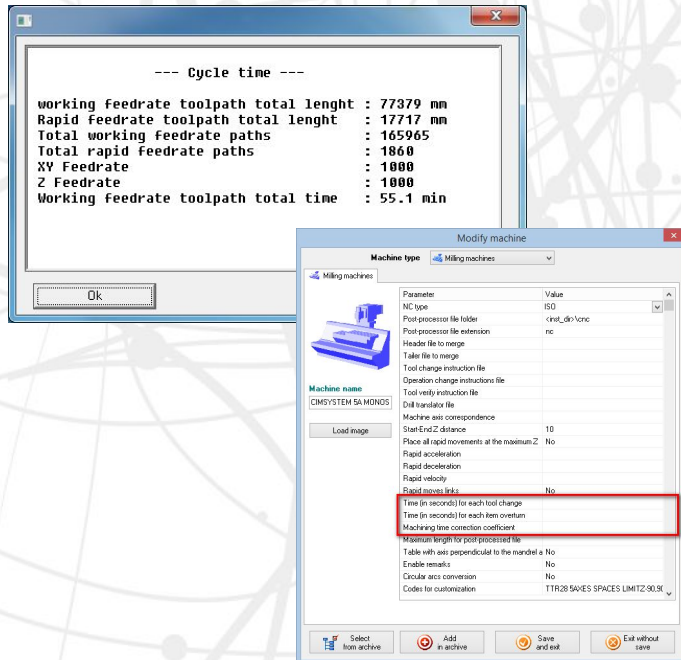 --- Cycle time ---
working feedrate toolpath total lenght : 77379 mm
Rapid feedrate toolpath total lenght : 17717 mm
Total working feedrate paths : 165965
Total rapid feedrate paths : 1860
XY Feedrate : 1000
Z Feedrate : 1000
Working feedrate toolpath total time : 55.1 min
Ok
Modify machine
Machine type Milling machines
Milling machines
Parameter Value
NC type ISO
Post-processor file folder <inst_dir>\cnc
Post-processor file extension nc
Header file to merge
Tailer file to merge
Tool change instruction file
Operation change instructions file
Tool verify instruction file
Drill translator file
Machine axis correspondence
Start-End Z distance 10
Place all rapid movements at the maximum Z No
Rapid acceleration
Rapid deceleration
Rapid velocity
Rapid moves links No
Time (in seconds) for each tool change
Time (in seconds) for each item overturn
Machining time correction coefficient
Maximum length for post-processed file
Table with axis perpendiculat to the mandrel a No
Enable remarks No
Circular arcs conversion No
Codes for customization TTR28 5AXES SPACES LIMITZ-90,9(
Machine name
CIMSYSTEM 5A MONOS
Load image
Select from archive
Add in archive
Save and exit
Exit without save